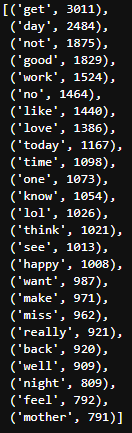 [('get', 3011),
('day', 2484),
('not', 1875),
('good', 1829),
('work', 1524),
('no', 1464),
('like', 1440),
('love', 1386),
('today', 1167),
('time', 1098),
('one', 1073),
('know', 1054),
('lol', 1026),
('think', 1021),
('see', 1013),
('happy', 1008),
('want', 987),
('make', 971),
('miss', 962),
('really', 921),
('back', 920),
('well', 909),
('night', 809),
('feel', 792),
('mother', 791)]